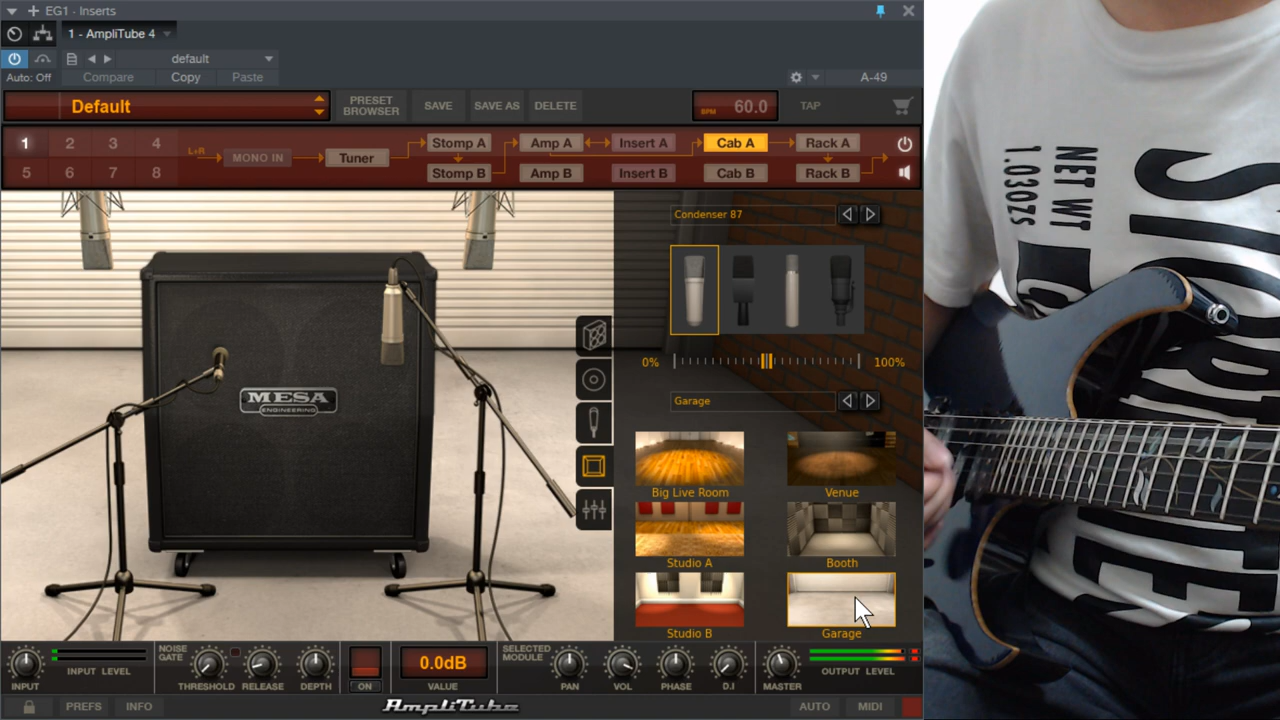 EG1 - Inserts
1 - AmpliTube 4
default
Auto: Off
Compare
Copy
Paste
A-49
Default
PRESET
BROWSER
SAVE
SAVE AS
DELETE
BPM 60.0
TAP
1 2 3 4
5 6 7 8
L+R
MONO IN
Tuner
Stomp A
Amp A
Insert A
Cab A
Rack A
Stomp B
Amp B
Insert B
Cab B
Rack B
Condenser 87
0%
100%
Garage
Big Live Room
Venue
Studio A
Booth
Studio B
Garage
MESA
ENGINEERING
INPUT
INPUT LEVEL
NOISE
GATE
THRESHOLD
RELEASE
DEPTH
ON
0.0dB
VALUE
SELECTED
MODULE
PAN
VOL
PHASE
D.I
MASTER
OUTPUT LEVEL
PREFS
INFO
AmpliTube
AUTO
MIDI
NET WT
1.03OZS